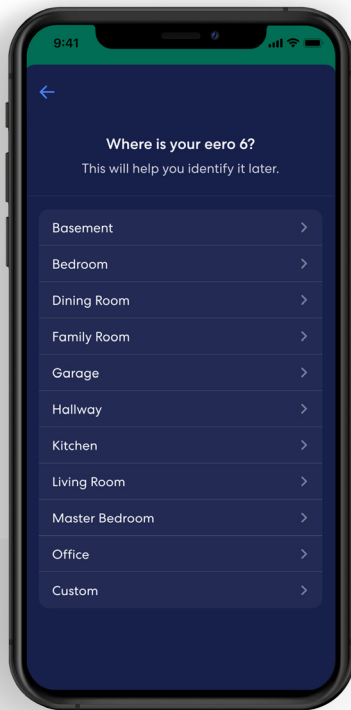 9:41
Where is your eero 6?
This will help you identify it later.
Basement
Bedroom
Dining Room
Family Room
Garage
Hallway
Kitchen
Living Room
Master Bedroom
Office
Custom